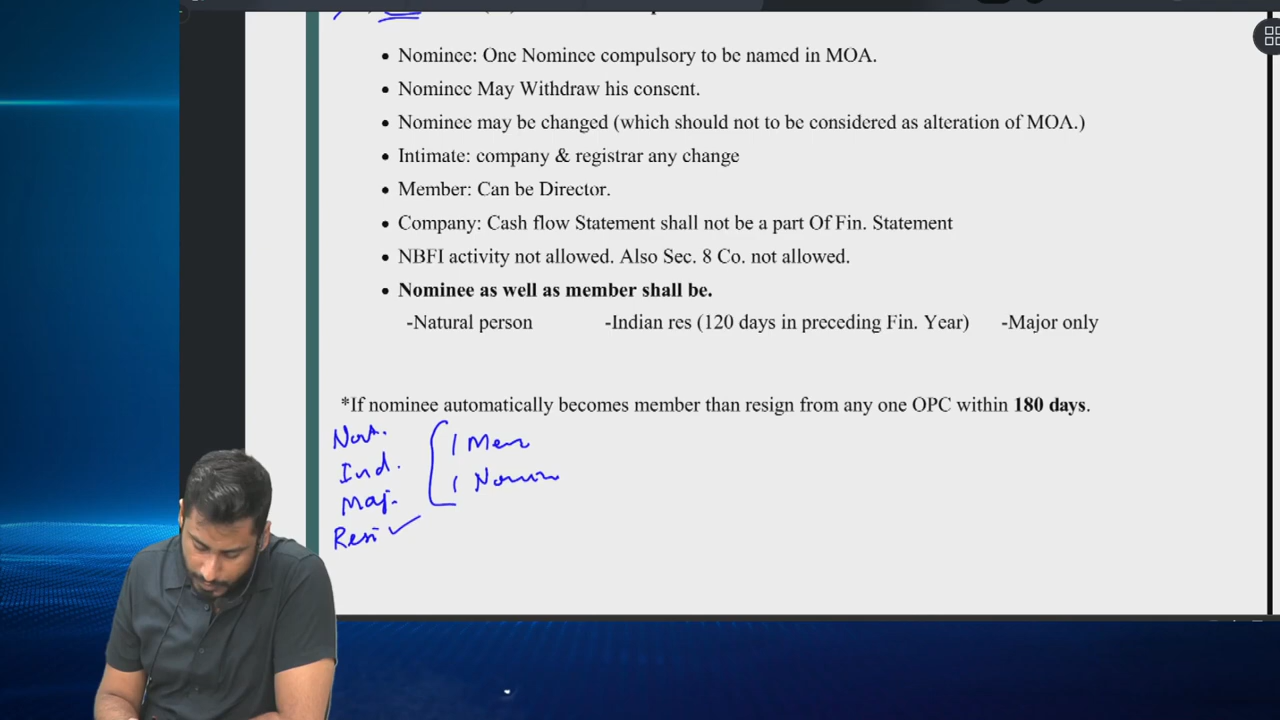 • Nominee: One Nominee compulsory to be named in MOA.
• Nominee May Withdraw his consent.
• Nominee may be changed (which should not to be considered as alteration of MOA.)
• Intimate: company & registrar any change
• Member: Can be Director.
• Company: Cash flow Statement shall not be a part Of Fin. Statement
• NBFI activity not allowed. Also Sec. 8 Co. not allowed.
• Nominee as well as member shall be.
-Natural person -Indian res (120 days in preceding Fin. Year) -Major only
*If nominee automatically becomes member than resign from any one OPC within 180 days.
Nat. 1 Mem
Ind. 1 Nomin
Maj.
Resi ✓